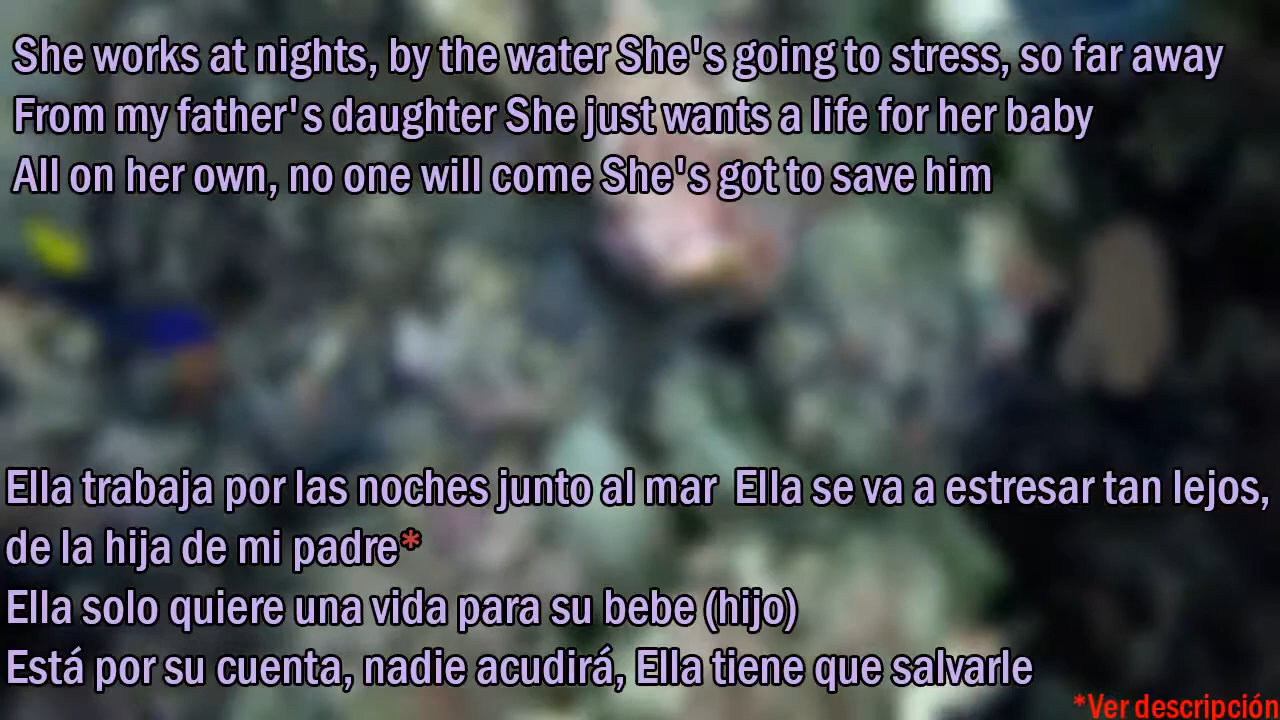 She works at nights, by the water She's going to stress, so far away
From my father's daughter She just wants a life for her baby
All on her own, no one will come She's got to save him
Ella trabaja por las noches junto al mar Ella se va a estresar tan lejos,
de la hija de mi padre*
Ella solo quiere una vida para su bebe (hijo)
Está por su cuenta, nadie acudirá, Ella tiene que salvarle
*Ver descripción